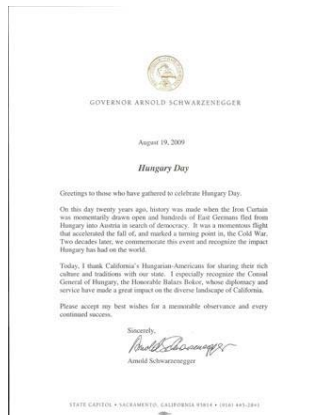 GOVERNOR ARNOLD SCHWARZENEGGER
August 19, 2009
Hungary Day
Greetings to those who have gathered to celebrate Hungary Day.
On this day twenty years ago, history was made when the Iron Curtain
was momentarily drawn open and hundreds of East Germans fled from
Hungary into Austria in search of democracy. It was a momentous flight
that accelerated the fall of, and marked a turning point in, the Cold War.
Two decades later, we commemorate this event and recognize the impact
Hungary has had on the world.
Today, I thank California's Hungarian-Americans for sharing their rich
culture and traditions with our state. I especially recognize the Consul
General of Hungary, the Honorable Balazs Bokor, whose diplomacy and
service have made a great impact on the diverse landscape of California.
Please accept my best wishes for a memorable observance and every
continued success.
Sincerely,
Arnold Schwarzenegger
Arnold Schwarzenegger
STATE CAPITOL • SACRAMENTO, CALIFORNIA 95814 • (916) 445-2841